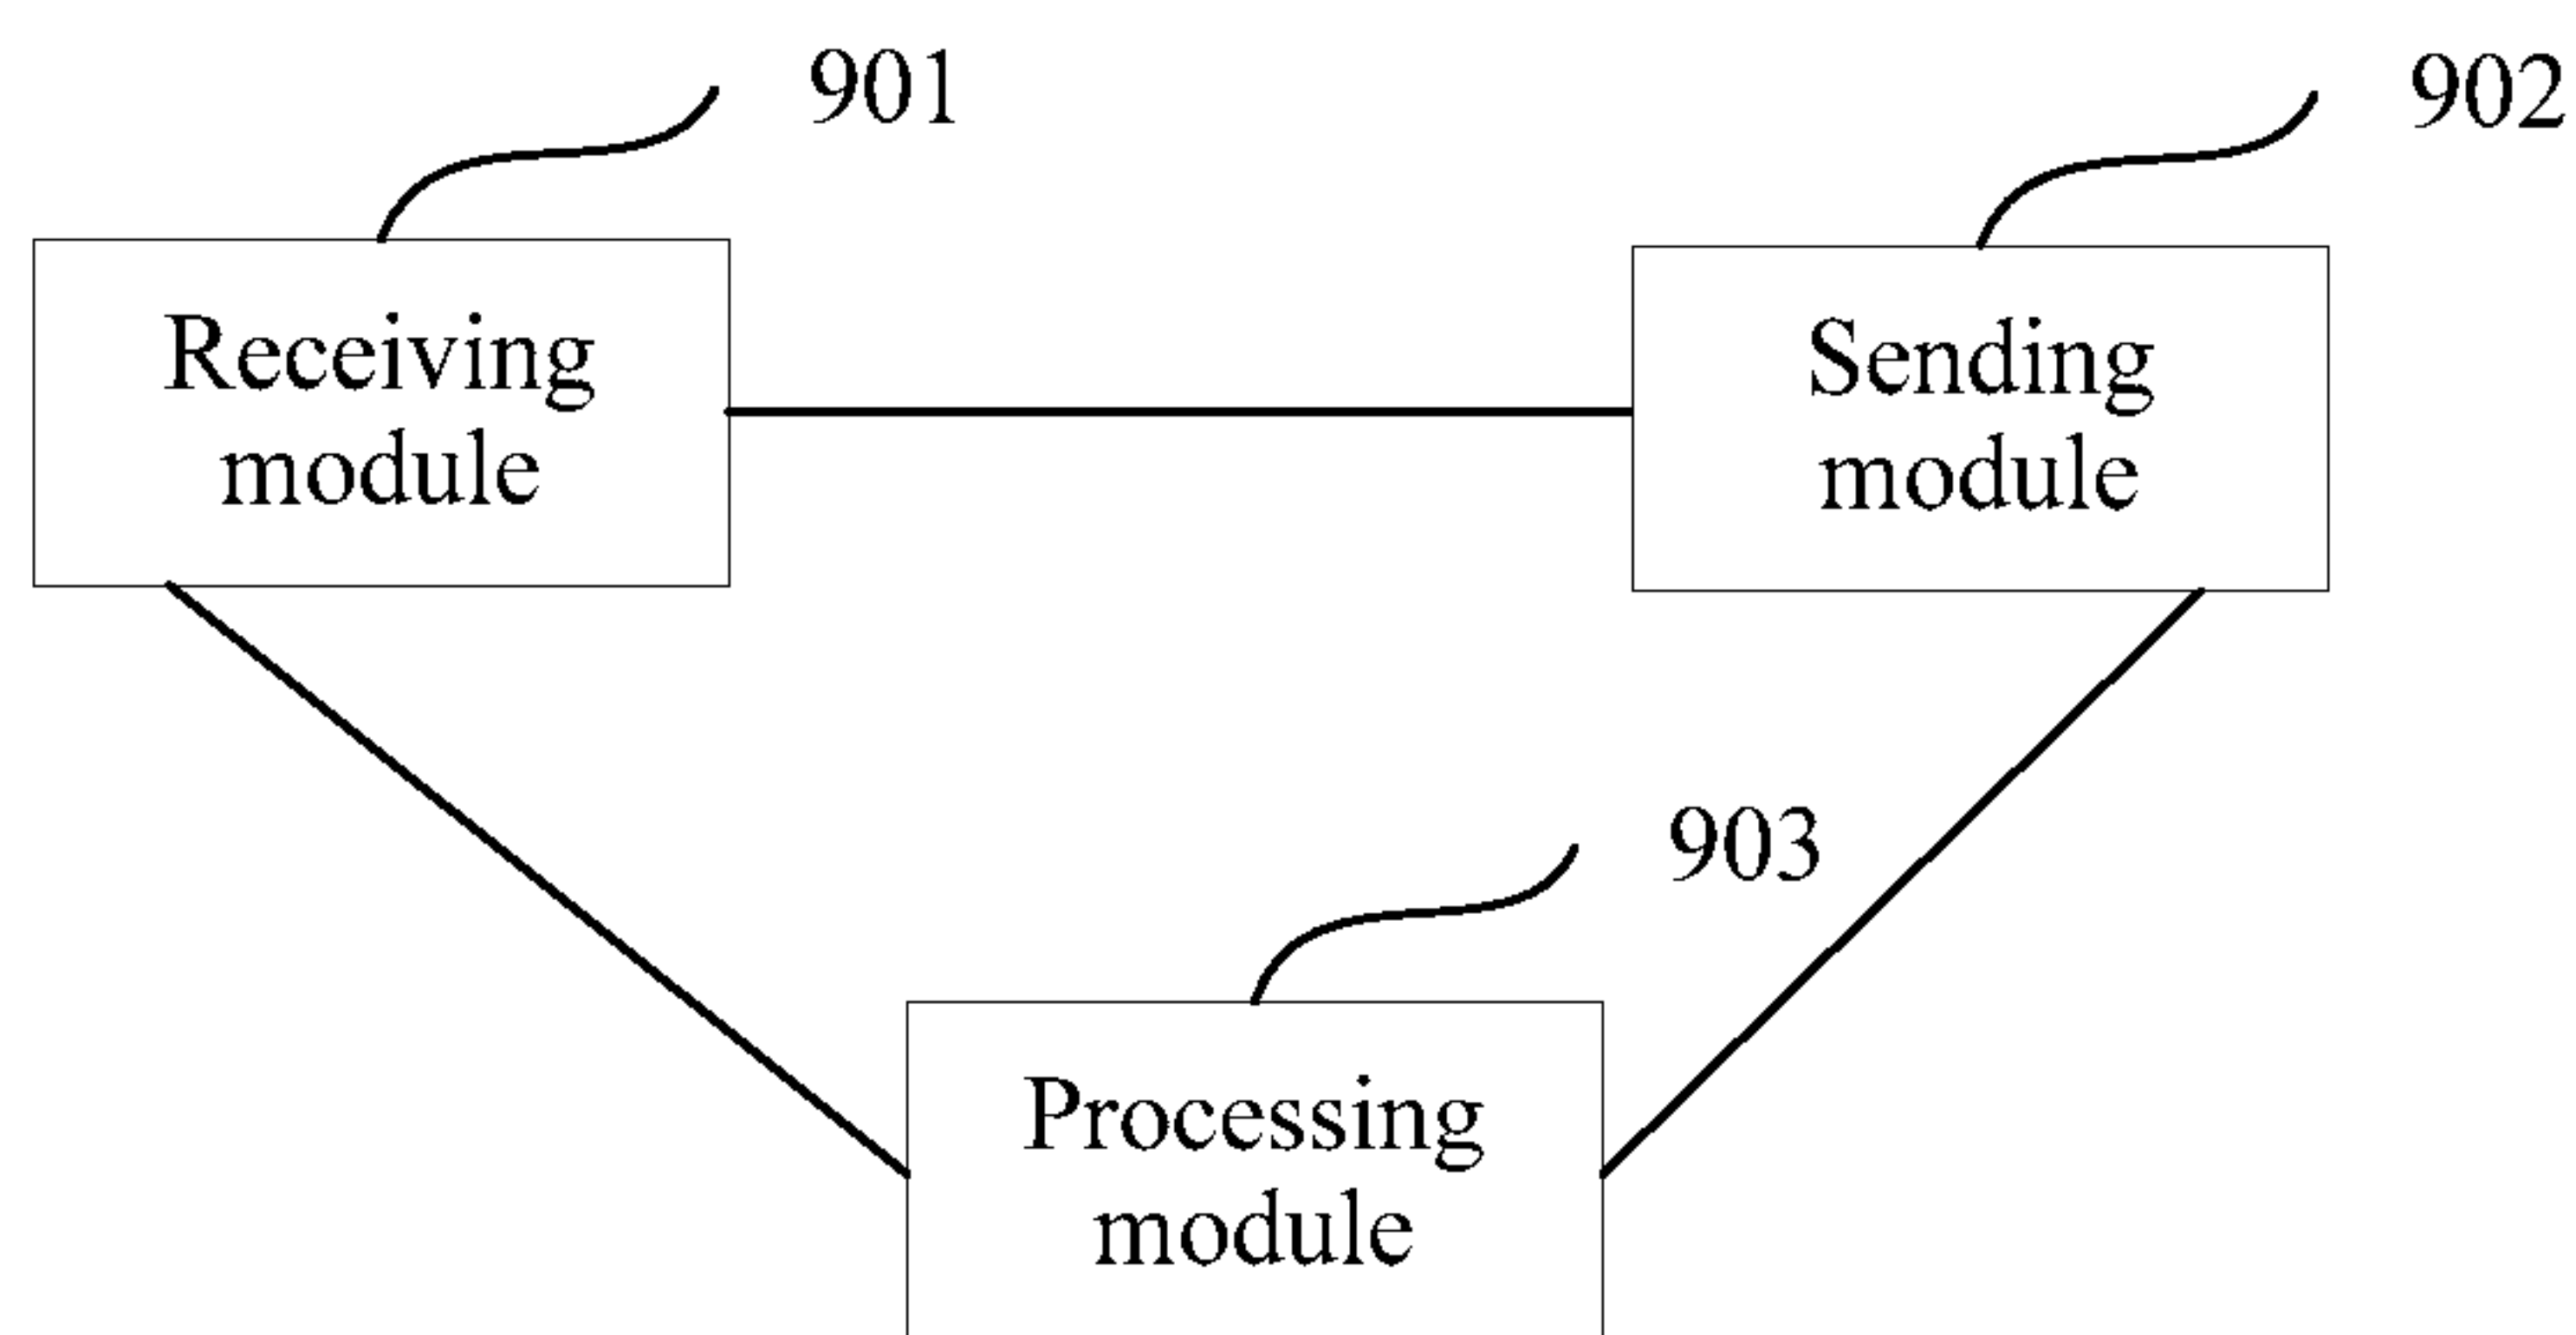 901
902
Receiving
module
Sending
module
903
Processing
module